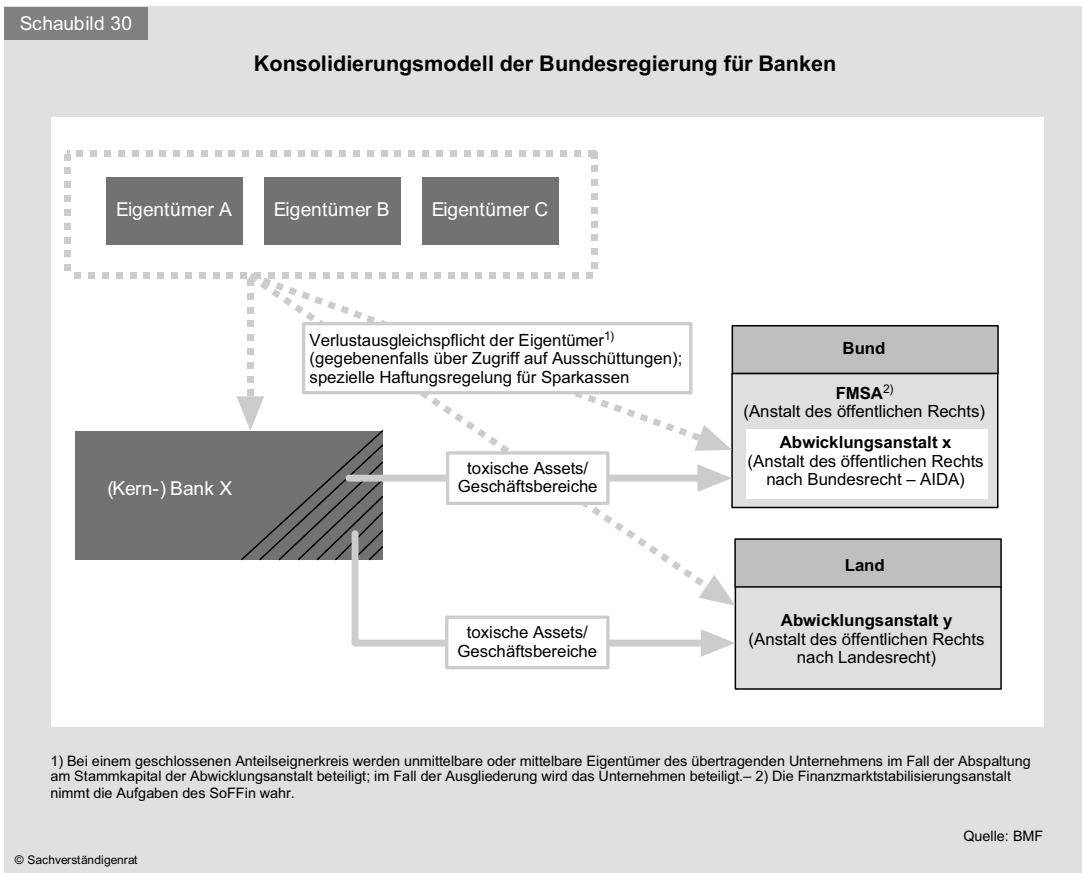 Schaubild 30
Konsolidierungsmodell der Bundesregierung für Banken
Eigentümer A
Eigentümer B
Eigentümer C
Verlustausgleichspflicht der Eigentümer1)
(gegebenenfalls über Zugriff auf Ausschüttungen);
spezielle Haftungsregelung für Sparkassen
Bund
FMSA2)
(Anstalt des öffentlichen Rechts)
Abwicklungsanstalt x
(Anstalt des öffentlichen Rechts
nach Bundesrecht – AIDA)
(Kern-) Bank X
toxische Assets/
Geschäftsbereiche
Land
Abwicklungsanstalt y
(Anstalt des öffentlichen Rechts
nach Landesrecht)
toxische Assets/
Geschäftsbereiche
1) Bei einem geschlossenen Anteilseignerkreis werden unmittelbare oder mittelbare Eigentümer des übertragenden Unternehmens im Fall der Abspaltung
am Stammkapital der Abwicklungsanstalt beteiligt; im Fall der Ausgliederung wird das Unternehmen beteiligt.– 2) Die Finanzmarktstabilisierungsanstalt
nimmt die Aufgaben des SoFFin wahr.
Quelle: BMF
© Sachverständigenrat